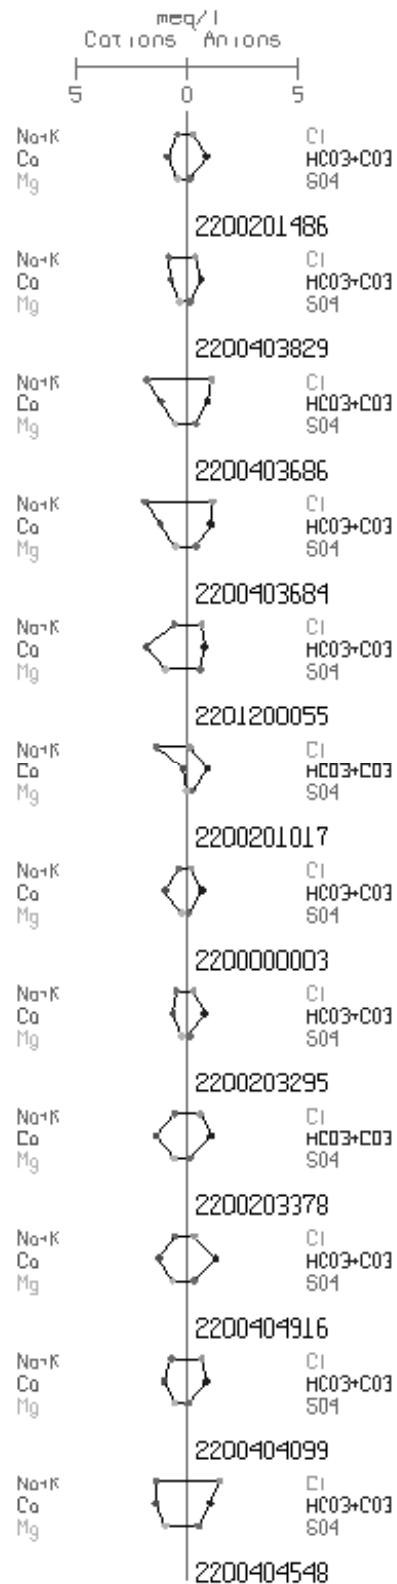 meq/l
Cations Anions
5 0 5
Na+K Cl
Ca HCO3+CO3
Mg SO4
2200201486
Na+K Cl
Ca HCO3+CO3
Mg SO4
2200403829
Na+K Cl
Ca HCO3+CO3
Mg SO4
2200403686
Na+K Cl
Ca HCO3+CO3
Mg SO4
2200403684
Na+K Cl
Ca HCO3+CO3
Mg SO4
2201200055
Na+K Cl
Ca HCO3+CO3
Mg SO4
2200201017
Na+K Cl
Ca HCO3+CO3
Mg SO4
2200000003
Na+K Cl
Ca HCO3+CO3
Mg SO4
2200203295
Na+K Cl
Ca HCO3+CO3
Mg SO4
2200203378
Na+K Cl
Ca HCO3+CO3
Mg SO4
2200404916
Na+K Cl
Ca HCO3+CO3
Mg SO4
2200404099
Na+K Cl
Ca HCO3+CO3
Mg SO4
2200404548